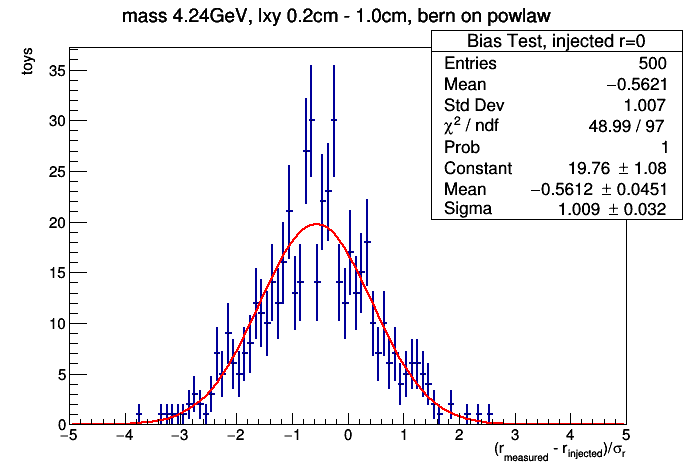 mass 4.24GeV, lxy 0.2cm - 1.0cm, bern on powlaw
Bias Test, injected r=0
Entries 500
Mean −0.5621
Std Dev 1.007
χ² / ndf 48.99 / 97
Prob 1
Constant 19.76 ± 1.08
Mean −0.5612 ± 0.0451
Sigma 1.009 ± 0.032
toys
35
30
25
20
15
10
5
0
−5 −4 −3 −2 −1 0 1 2 3 4 5
(r_measured - r_injected)/σ_r